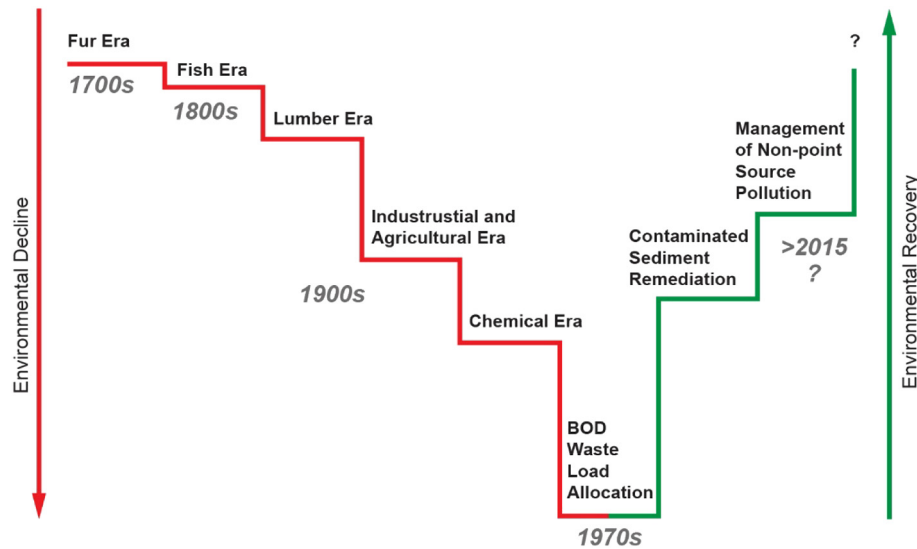 Fur Era
1700s
Fish Era
1800s
Lumber Era
Industrustial and
Agricultural Era
1900s
Chemical Era
BOD
Waste
Load
Allocation
1970s
Contaminated
Sediment
Remediation
Management
of Non-point
Source
Pollution
>2015
?
?
Environmental Decline
Environmental Recovery